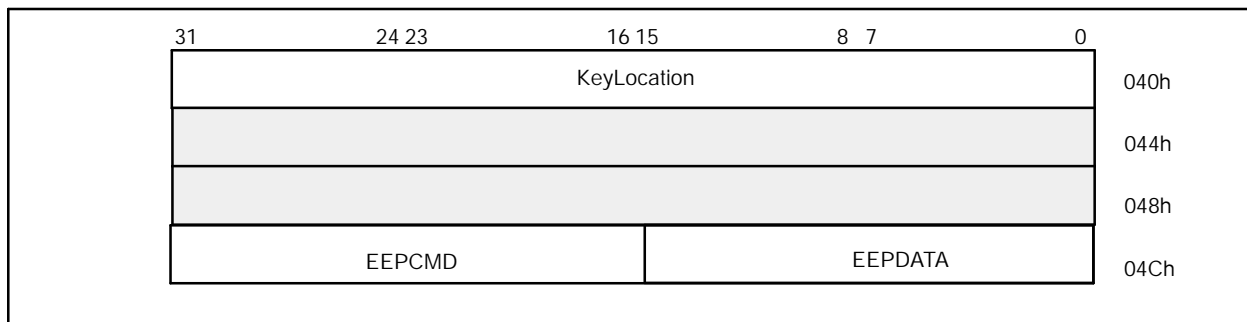 31 24 23 16 15 8 7 0
KeyLocation 040h
044h
048h
EEPCMD EEPDATA 04Ch